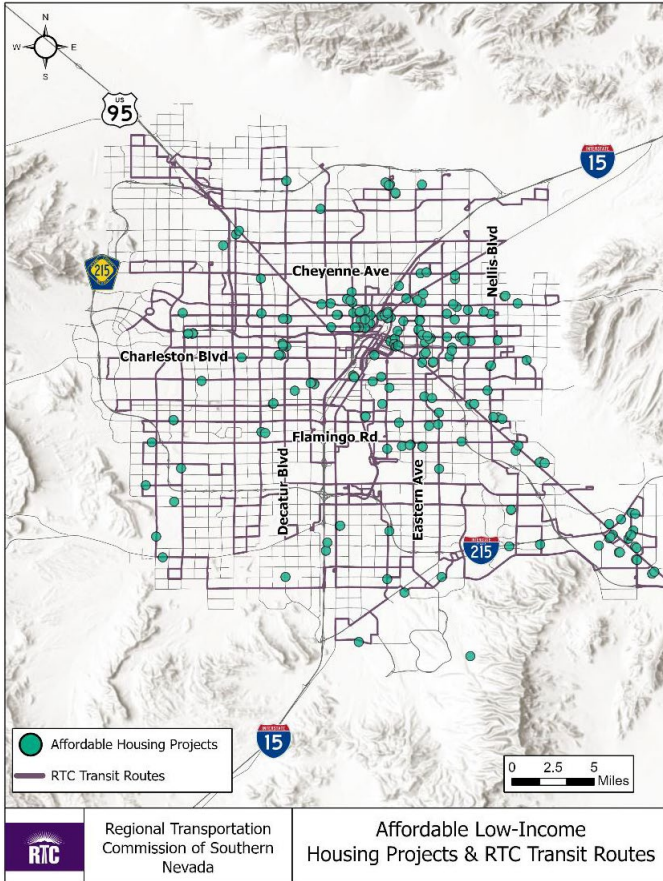 N
W E
S
US
95
INTERSTATE
15
Nellis Blvd
215
Cheyenne Ave
Charleston Blvd
Flamingo Rd
Decatur Blvd
Eastern Ave
INTERSTATE
215
INTERSTATE
15
Affordable Housing Projects
RTC Transit Routes
0 2.5 5
Miles
RTC
Regional Transportation
Commission of Southern
Nevada
Affordable Low-Income
Housing Projects & RTC Transit Routes